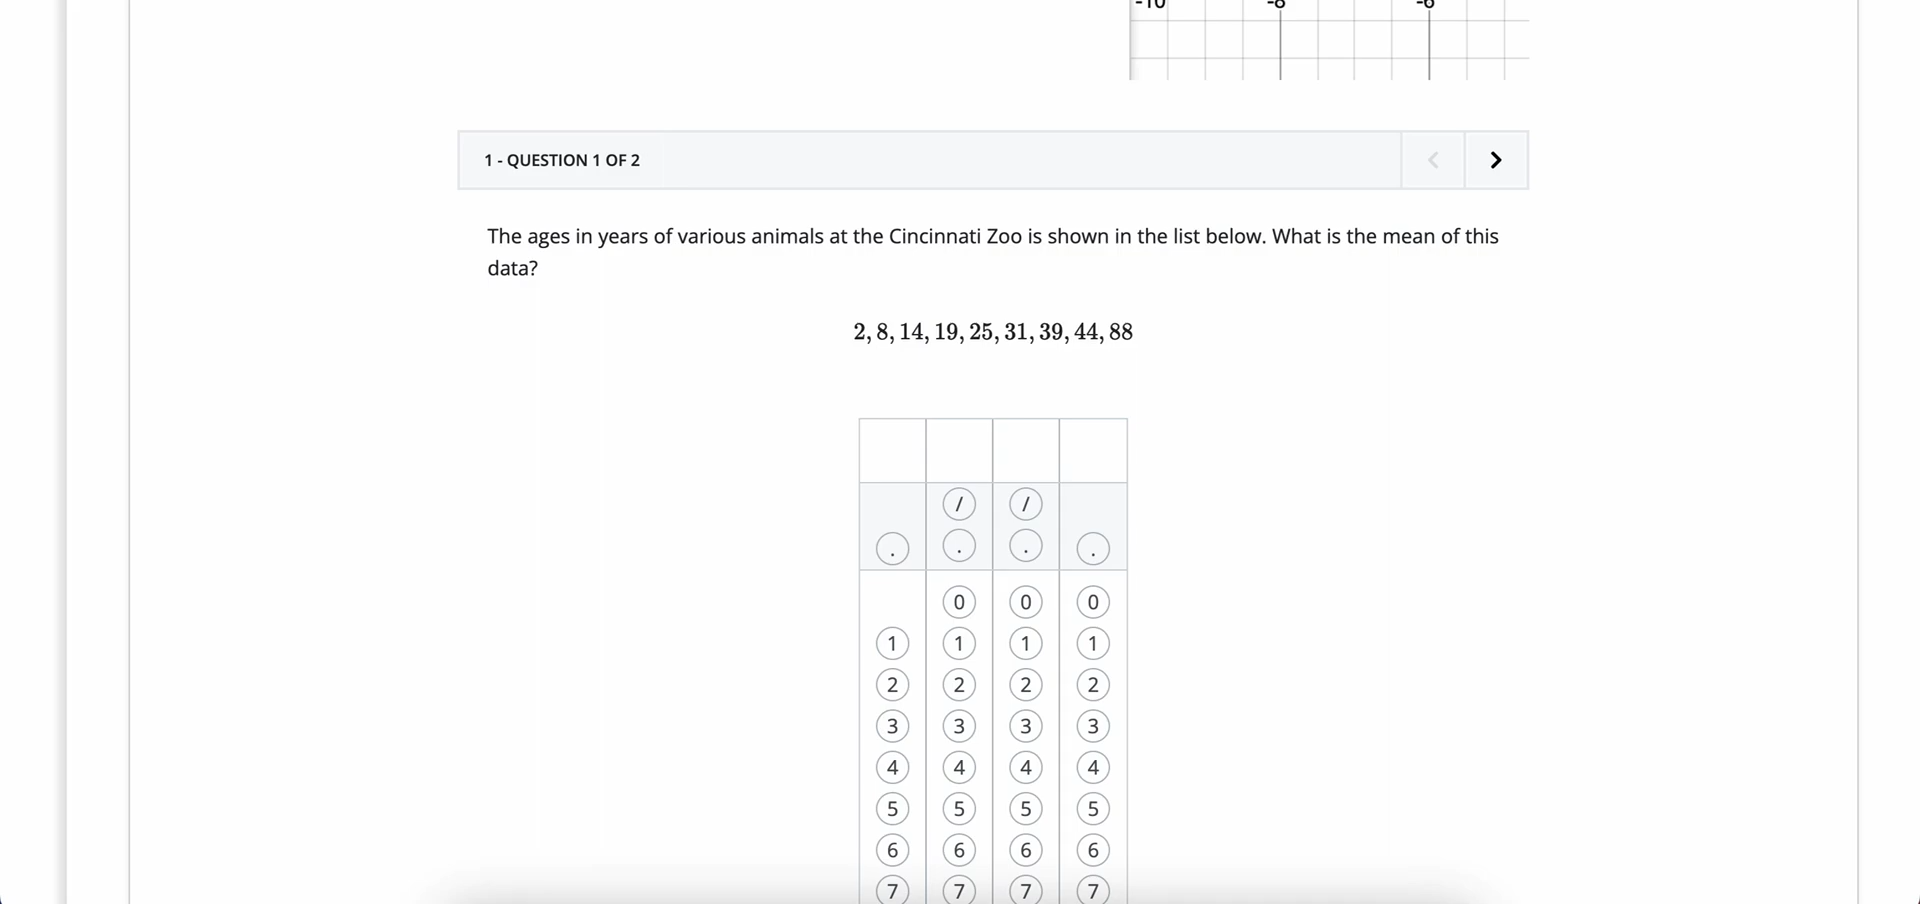 -10 -8 -6
1 - QUESTION 1 OF 2
The ages in years of various animals at the Cincinnati Zoo is shown in the list below. What is the mean of this
data?
2, 8, 14, 19, 25, 31, 39, 44, 88
/ /
. . . .
0 0 0
1 1 1 1
2 2 2 2
3 3 3 3
4 4 4 4
5 5 5 5
6 6 6 6
7 7 7 7